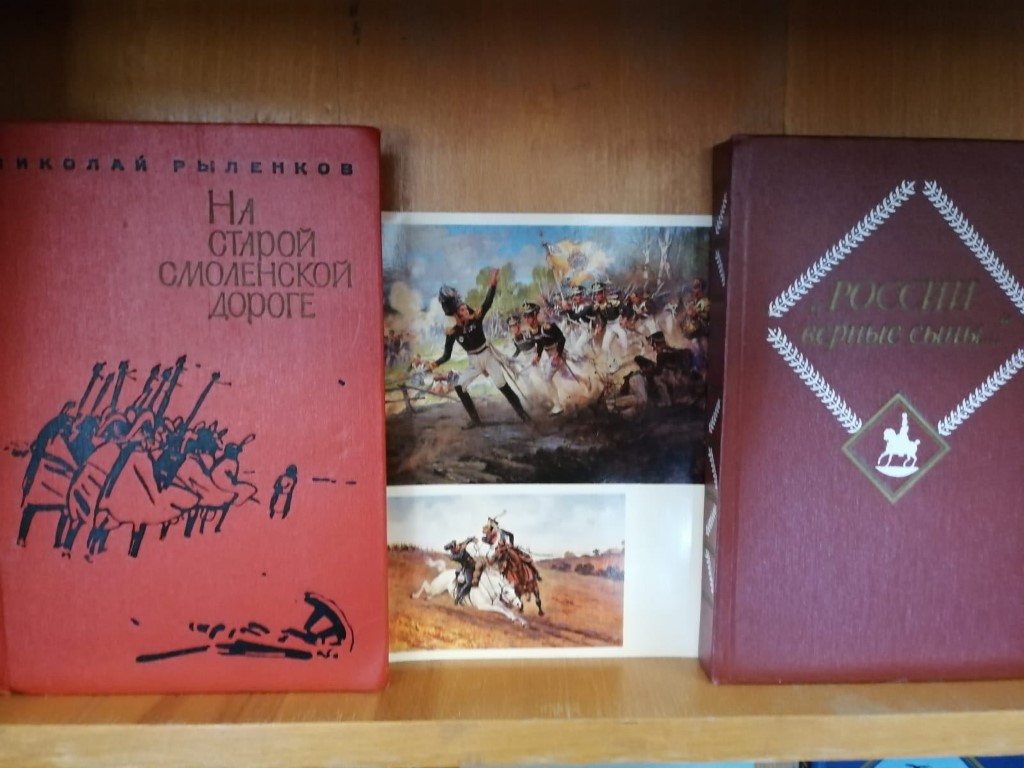 НИКОЛАЙ РЫЛЕНКОВ
НА
СТАРОЙ
СМОЛЕНСКОЙ
ДОРОГЕ
„РОССИИ
верные сыны..."